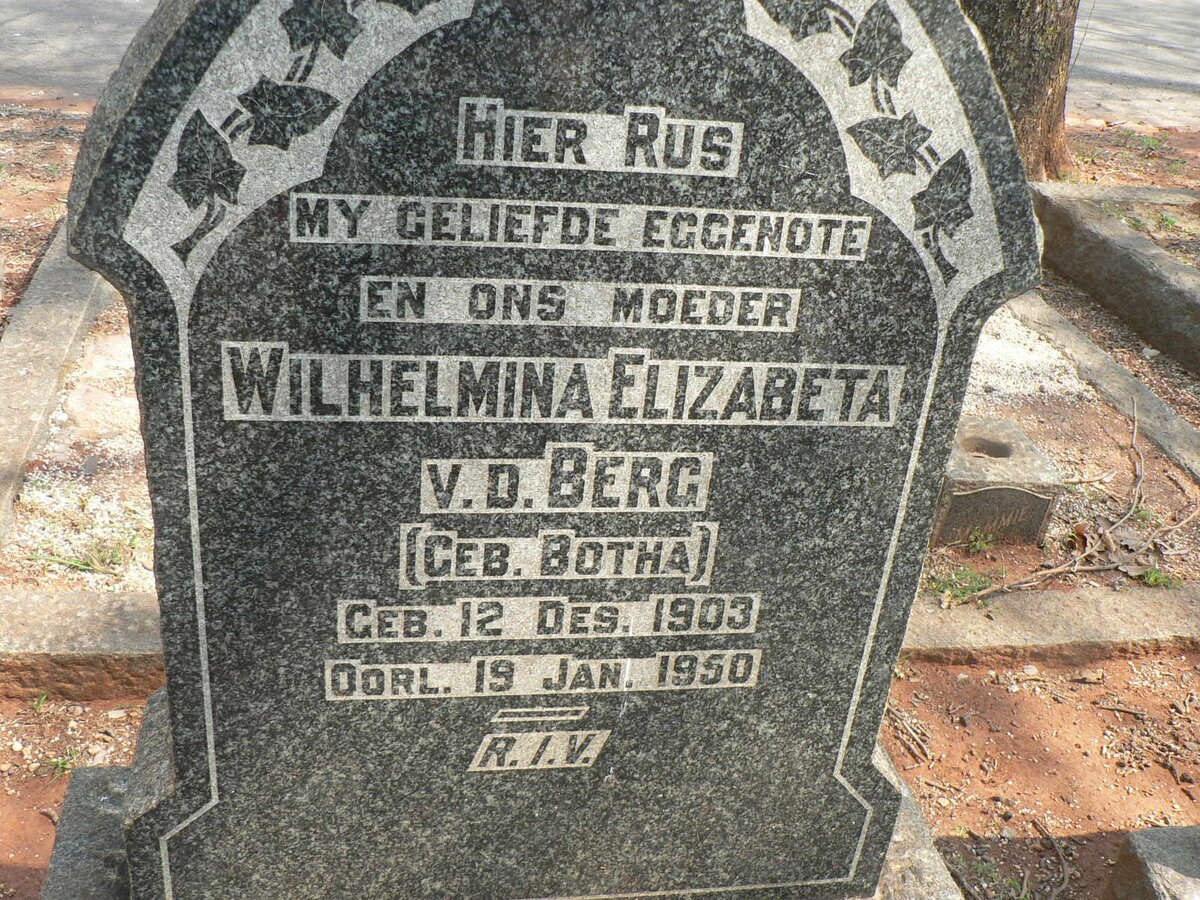 HIER RUS
MY GELIEFDE EGGENOTE
EN ONS MOEDER
WILHELMINA ELIZABETA
V.D. BERG
(GEB. BOTHA)
GEB. 12 DES. 1903
OORL. 19 JAN. 1950
R.I.V.